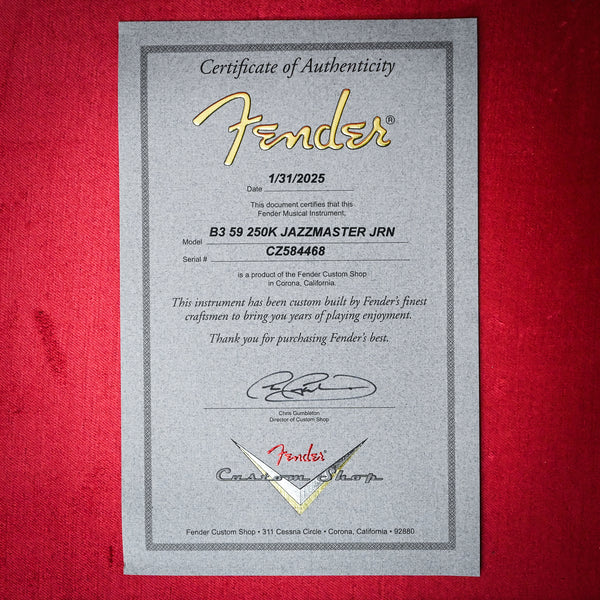 Certificate of Authenticity
Fender®
Date 1/31/2025
This document certifies that this
Fender Musical Instrument,
Model B3 59 250K JAZZMASTER JRN
Serial # CZ584468
is a product of the Fender Custom Shop
in Corona, California.
This instrument has been custom built by Fender's finest
craftsmen to bring you years of playing enjoyment.
Thank you for purchasing Fender's best.
Chris Gumbleton
Director of Custom Shop
Fender
Custom Shop
Fender Custom Shop • 311 Cessna Circle • Corona, California • 92880